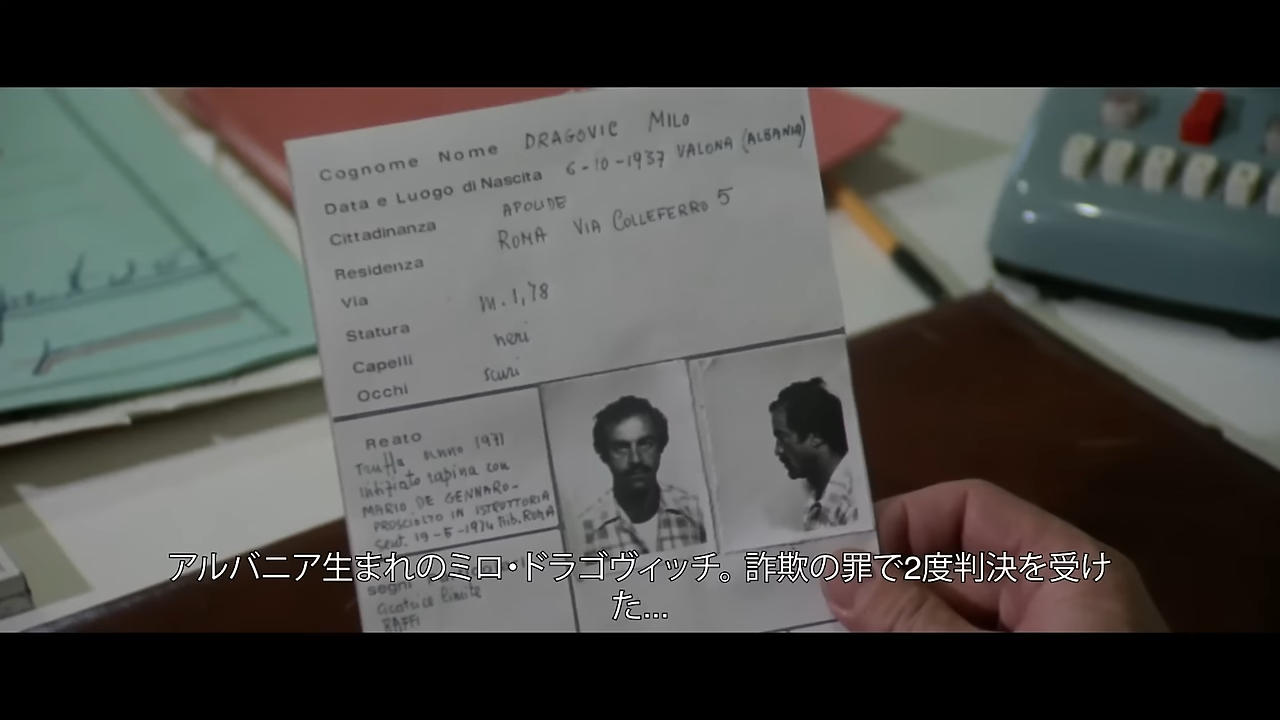 Cognome Nome DRAGOVIC MILO
Data e Luogo di Nascita 6-10-1937 VALONA (ALBANIA)
Cittadinanza APOLIDE
Residenza ROMA VIA COLLEFERRO 5
Via
Statura m. 1,78
Capelli neri
Occhi scuri
Reato
Truffa anno 1971
inditiato rapina con
MARIO DE GENNARO-
PROSCIOLTO IN ISTRUTTORIA
sent. 19-5-1974 Trib. ROMA
segni
cicatrice
BAFFI
アルバニア生まれのミロ・ドラゴヴィッチ。詐欺の罪で2度判決を受け
た...